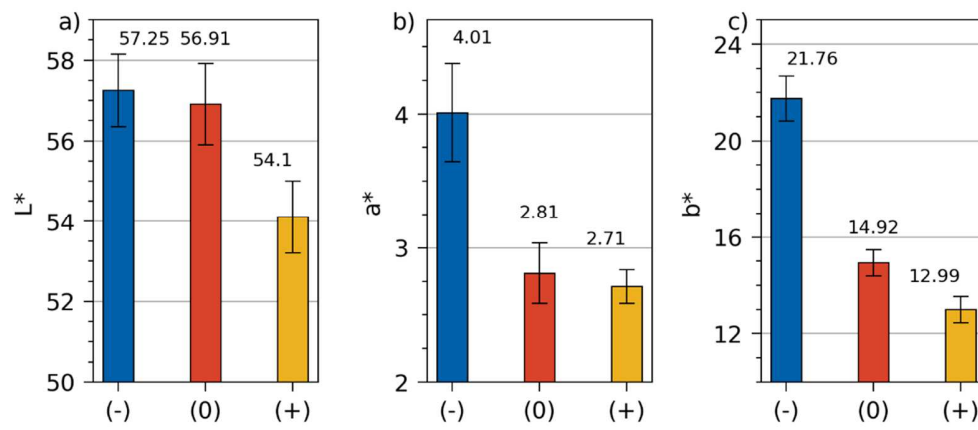 a)
57.25 56.91
54.1
58
56
54
52
50
L*
(-) (0) (+)
b)
4.01
2.81
2.71
4
3
2
a*
(-) (0) (+)
c)
21.76
14.92
12.99
24
20
16
12
b*
(-) (0) (+)